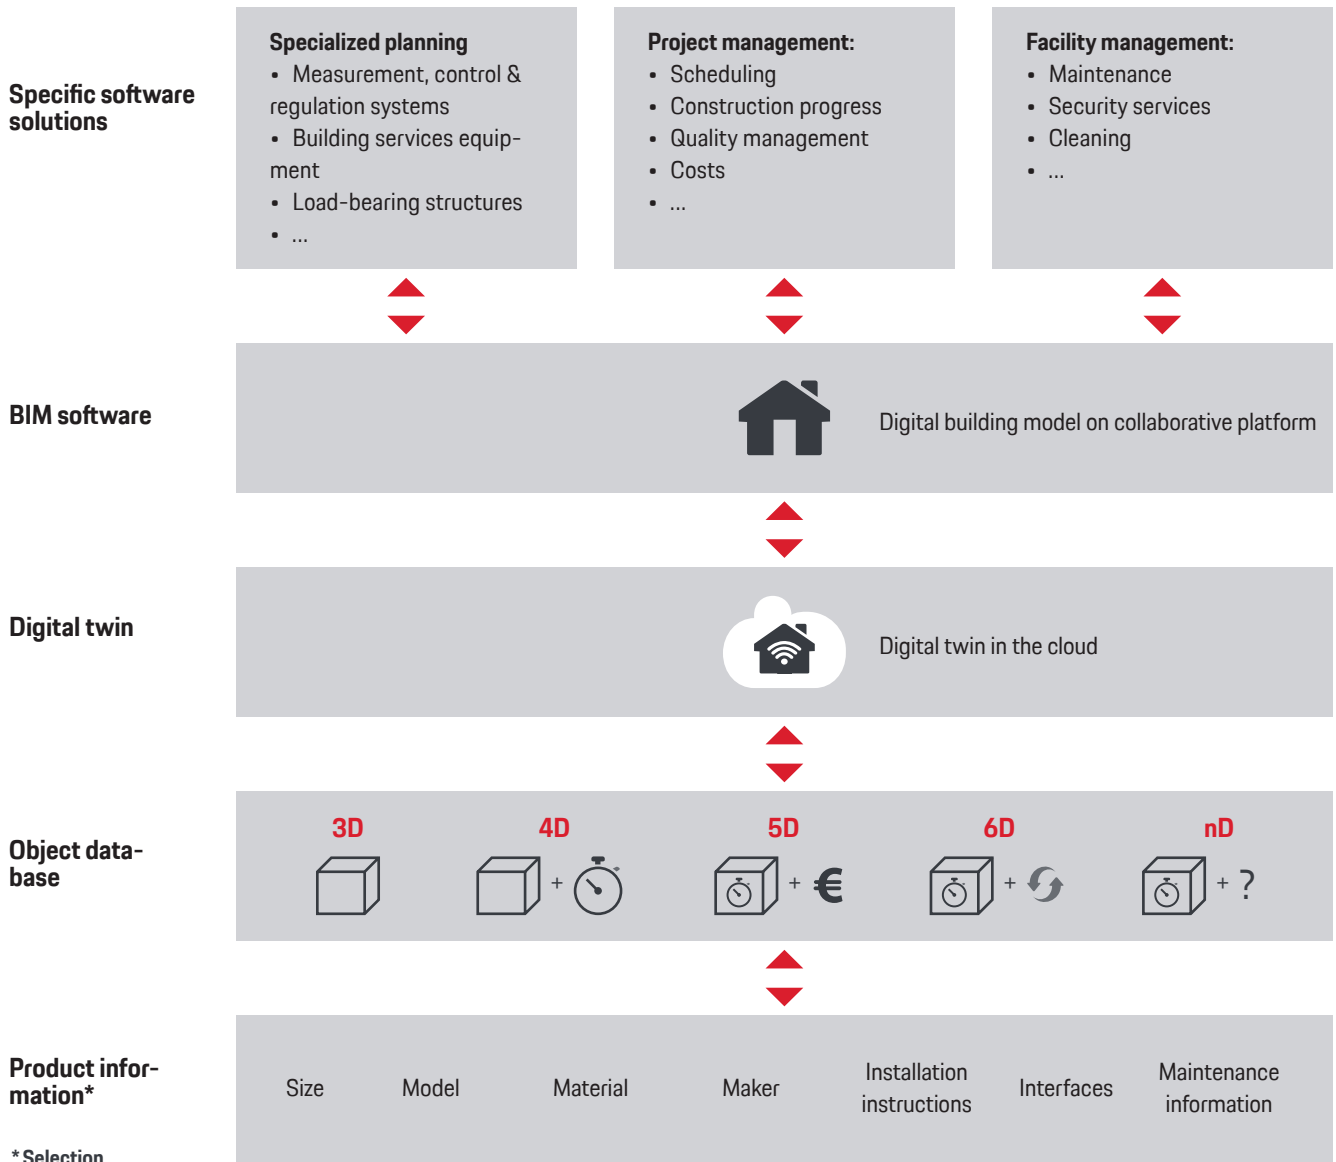 Specific software
solutions
Specialized planning
• Measurement, control &
regulation systems
• Building services equip-
ment
• Load-bearing structures
• ...
Project management:
• Scheduling
• Construction progress
• Quality management
• Costs
• ...
Facility management:
• Maintenance
• Security services
• Cleaning
• ...
BIM software
Digital building model on collaborative platform
Digital twin
Digital twin in the cloud
Object data-
base
3D
4D
5D
6D
nD
+
+ €
+
+ ?
Product infor-
mation*
Size
Model
Material
Maker
Installation
instructions
Interfaces
Maintenance
information
* Selection